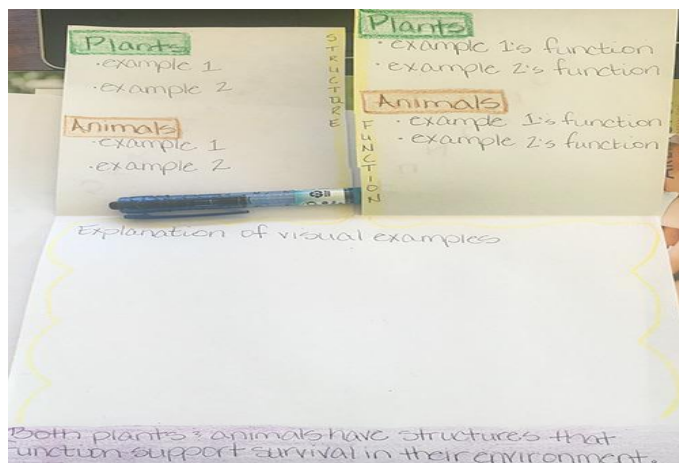 Plants
·example 1
·example 2
Animals
·example 1
·example 2
STRUCTURE
Plants
·example 1's function
·example 2's function
Animals
·example 1's function
·example 2's function
FUNCTION
Explanation of visual examples
Both plants & animals have structures that
function support survival in their environment.